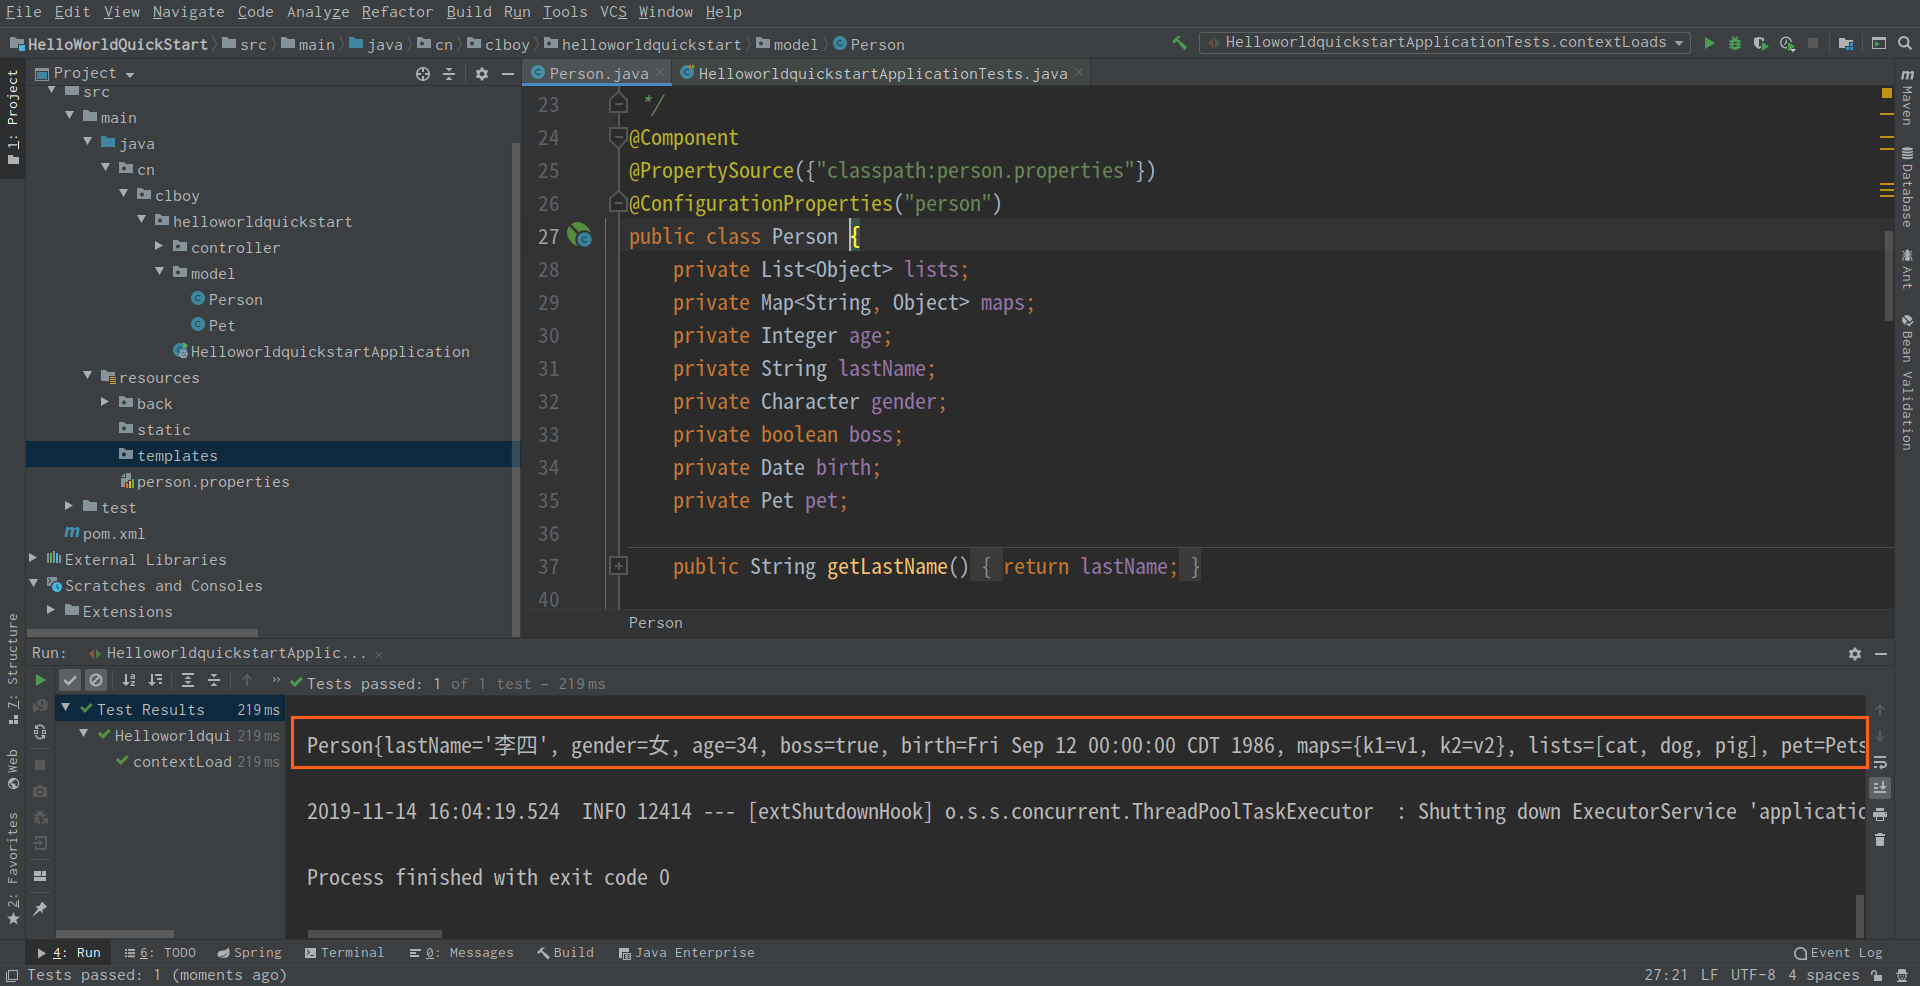 File Edit View Navigate Code Analyze Refactor Build Run Tools VCS Window Help
HelloWorldQuickStart src main java cn clboy helloworldquickstart model Person HelloworldquickstartApplicationTests.contextLoads
Project
Person.java HelloworldquickstartApplicationTests.java
1: Project
src
main
java
cn
clboy
helloworldquickstart
controller
model
Person
Pet
HelloworldquickstartApplication
resources
back
static
templates
person.properties
test
pom.xml
External Libraries
Scratches and Consoles
Extensions
23 */
24 @Component
25 @PropertySource({"classpath:person.properties"})
26 @ConfigurationProperties("person")
27 public class Person {
28 private List<Object> lists;
29 private Map<String, Object> maps;
30 private Integer age;
31 private String lastName;
32 private Character gender;
33 private boolean boss;
34 private Date birth;
35 private Pet pet;
36
37 public String getLastName() { return lastName; }
40
Person
Maven
Database
Ant
Bean Validation
7: Structure
Web
2: Favorites
Run: HelloworldquickstartApplic...
Tests passed: 1 of 1 test – 219 ms
Test Results 219 ms
Helloworldqui 219 ms
contextLoad 219 ms
Person{lastName='李四', gender=女, age=34, boss=true, birth=Fri Sep 12 00:00:00 CDT 1986, maps={k1=v1, k2=v2}, lists=[cat, dog, pig], pet=Pets
2019-11-14 16:04:19.524 INFO 12414 --- [extShutdownHook] o.s.s.concurrent.ThreadPoolTaskExecutor : Shutting down ExecutorService 'applicatio
Process finished with exit code 0
4: Run 6: TODO Spring Terminal 0: Messages Build Java Enterprise Event Log
Tests passed: 1 (moments ago) 27:21 LF UTF-8 4 spaces